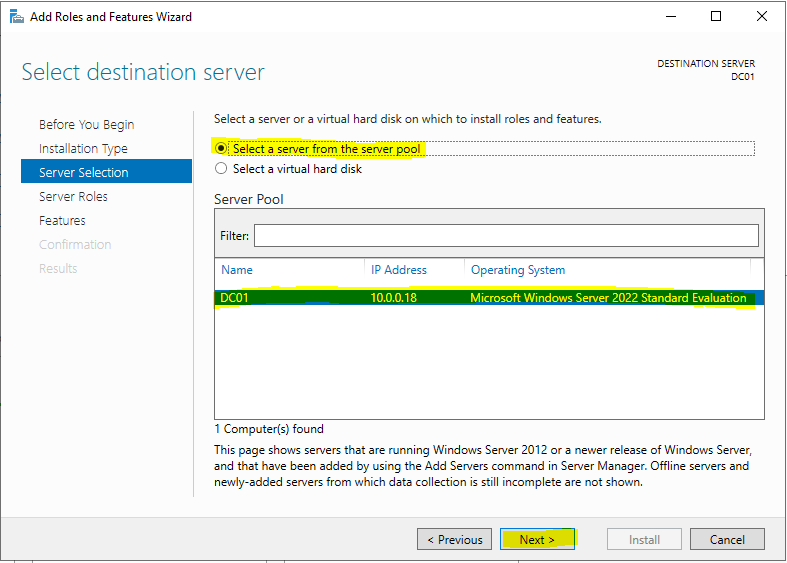 Add Roles and Features Wizard
Select destination server
DESTINATION SERVER
DC01
Before You Begin
Installation Type
Server Selection
Server Roles
Features
Confirmation
Results
Select a server or a virtual hard disk on which to install roles and features.
Select a server from the server pool
Select a virtual hard disk
Server Pool
Filter:
Name IP Address Operating System
DC01 10.0.0.18 Microsoft Windows Server 2022 Standard Evaluation
1 Computer(s) found
This page shows servers that are running Windows Server 2012 or a newer release of Windows Server,
and that have been added by using the Add Servers command in Server Manager. Offline servers and
newly-added servers from which data collection is still incomplete are not shown.
< Previous Next > Install Cancel